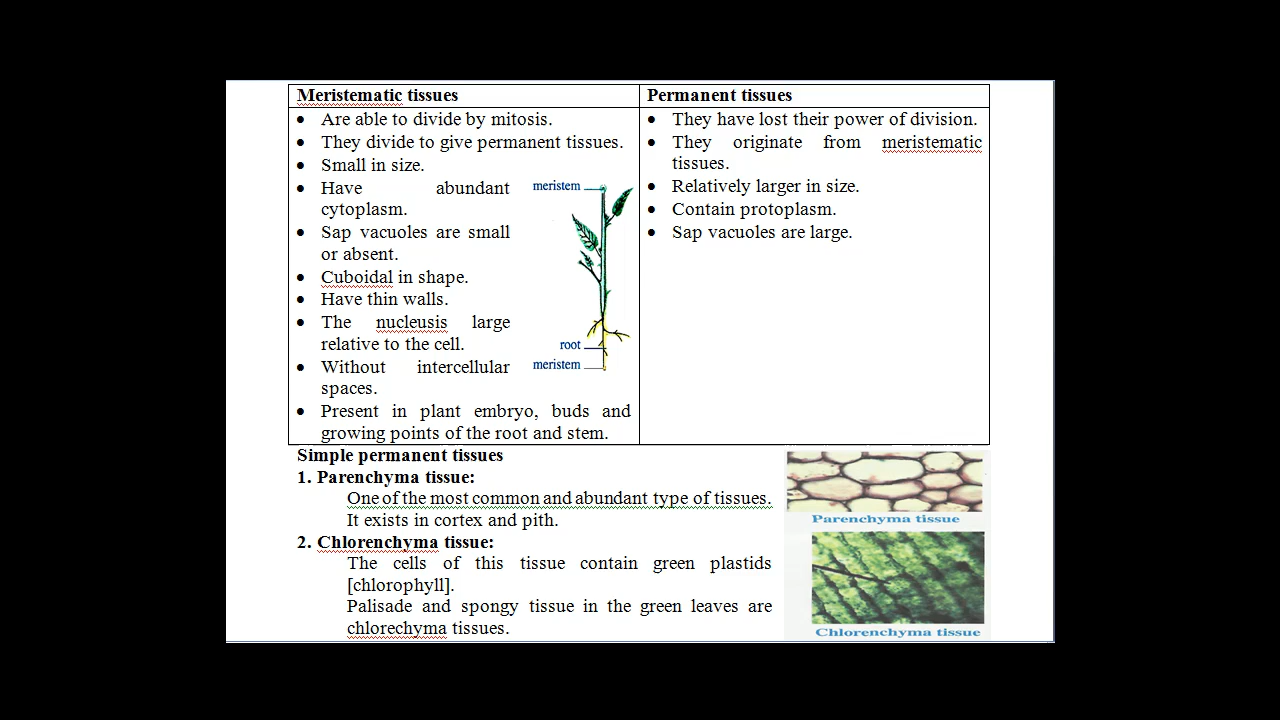 Meristematic tissues
• Are able to divide by mitosis.
• They divide to give permanent tissues.
• Small in size.
• Have abundant
cytoplasm.
• Sap vacuoles are small
or absent.
• Cuboidal in shape.
• Have thin walls.
• The nucleusis large
relative to the cell.
• Without intercellular
spaces.
• Present in plant embryo, buds and
growing points of the root and stem.
meristem
root
meristem
Permanent tissues
• They have lost their power of division.
• They originate from meristematic
tissues.
• Relatively larger in size.
• Contain protoplasm.
• Sap vacuoles are large.
Simple permanent tissues
1. Parenchyma tissue:
One of the most common and abundant type of tissues.
It exists in cortex and pith.
2. Chlorenchyma tissue:
The cells of this tissue contain green plastids
[chlorophyll].
Palisade and spongy tissue in the green leaves are
chlorechyma tissues.
Parenchyma tissue
Chlorenchyma tissue